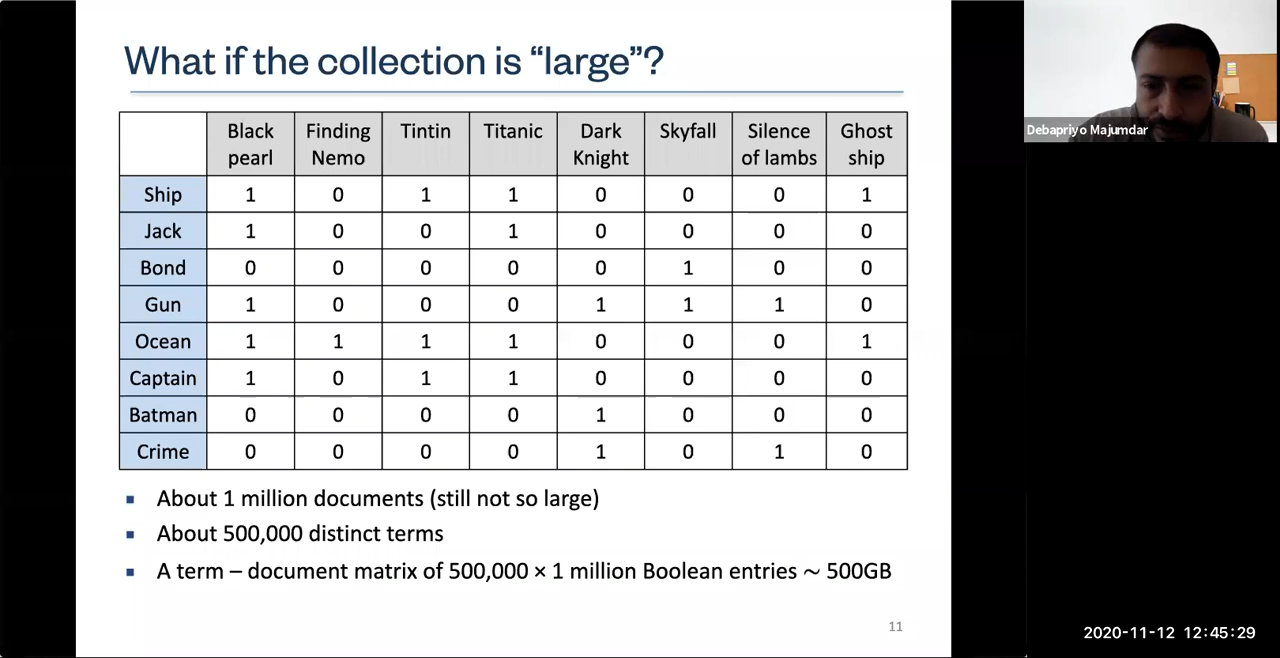 What if the collection is “large”?
Black pearl Finding Nemo Tintin Titanic Dark Knight Skyfall Silence of lambs Ghost ship
Ship 1 0 1 1 0 0 0 1
Jack 1 0 0 1 0 0 0 0
Bond 0 0 0 0 0 1 0 0
Gun 1 0 0 0 1 1 1 0
Ocean 1 1 1 1 0 0 0 1
Captain 1 0 1 1 0 0 0 0
Batman 0 0 0 0 1 0 0 0
Crime 0 0 0 0 1 0 1 0
▪ About 1 million documents (still not so large)
▪ About 500,000 distinct terms
▪ A term – document matrix of 500,000 × 1 million Boolean entries ~ 500GB
11
Debapriyo Majumdar
2020-11-12 12:45:29